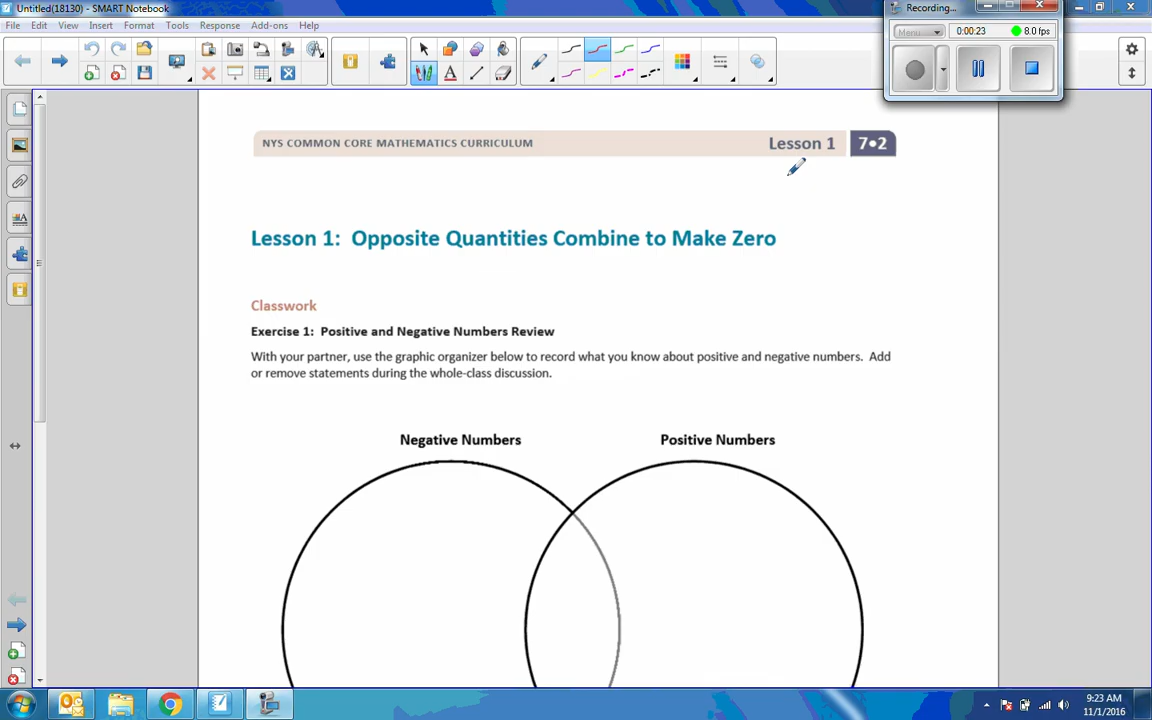 Untitled(18130) - SMART Notebook
Recording...
File Edit View Insert Format Tools Response Add-ons Help
Menu
0:00:23
8.0 fps
NYS COMMON CORE MATHEMATICS CURRICULUM
Lesson 1
7•2
Lesson 1: Opposite Quantities Combine to Make Zero
Classwork
Exercise 1: Positive and Negative Numbers Review
With your partner, use the graphic organizer below to record what you know about positive and negative numbers. Add
or remove statements during the whole-class discussion.
Negative Numbers
Positive Numbers
9:23 AM
11/1/2016